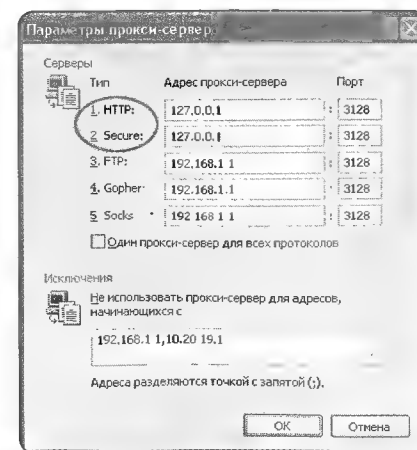 Параметры прокси-сервера
Серверы
Тип Адрес прокси-сервера Порт
1. HTTP: 127.0.0.1 : 3128
2 Secure: 127.0.0.1 : 3128
3. FTP: 192.168.1 1 : 3128
4. Gopher· 192.168.1.1 : 3128
5 Socks 192 168 1 1 : 3128
Один прокси-сервер для всех протоколов
Исключения
Не использовать прокси-сервер для адресов,
начинающихся с
192.168.1 1,10.20 19.1
Адреса разделяются точкой с запятой (;).
OK Отмена